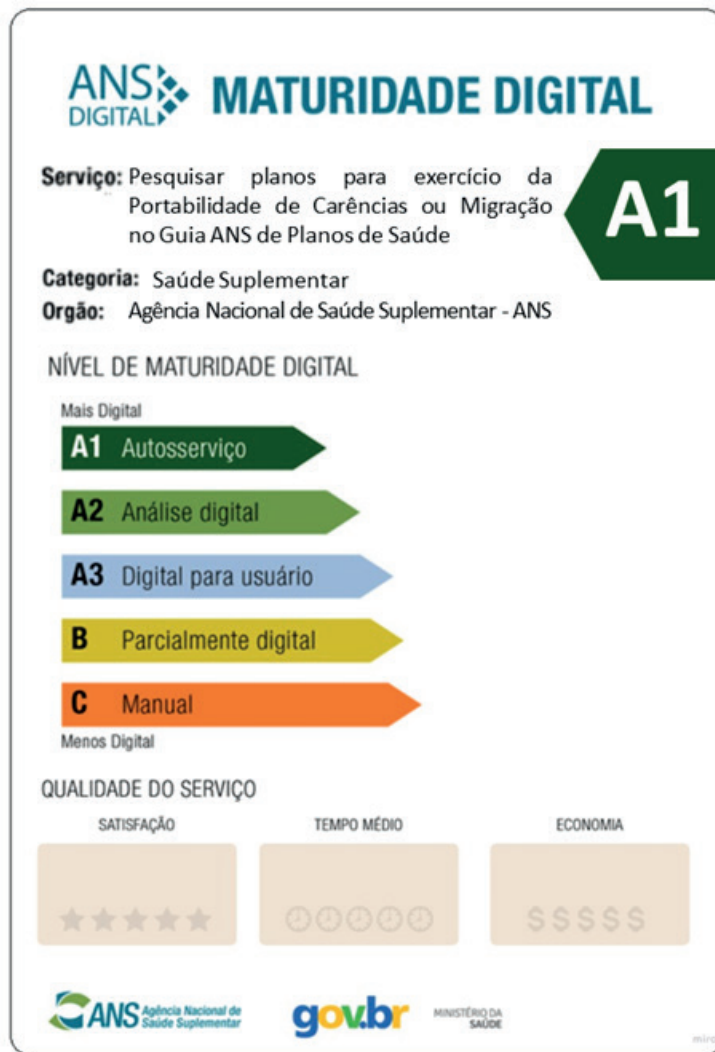 ANS
DIGITAL
MATURIDADE DIGITAL
Serviço: Pesquisar planos para exercício da
Portabilidade de Carências ou Migração
no Guia ANS de Planos de Saúde
A1
Categoria: Saúde Suplementar
Orgão: Agência Nacional de Saúde Suplementar - ANS
NÍVEL DE MATURIDADE DIGITAL
Mais Digital
A1 Autosserviço
A2 Análise digital
A3 Digital para usuário
B Parcialmente digital
C Manual
Menos Digital
QUALIDADE DO SERVIÇO
SATISFAÇÃO TEMPO MÉDIO ECONOMIA
$$$$$
ANS Agência Nacional de
Saúde Suplementar
gov.br
MINISTÉRIO DA
SAÚDE
miro